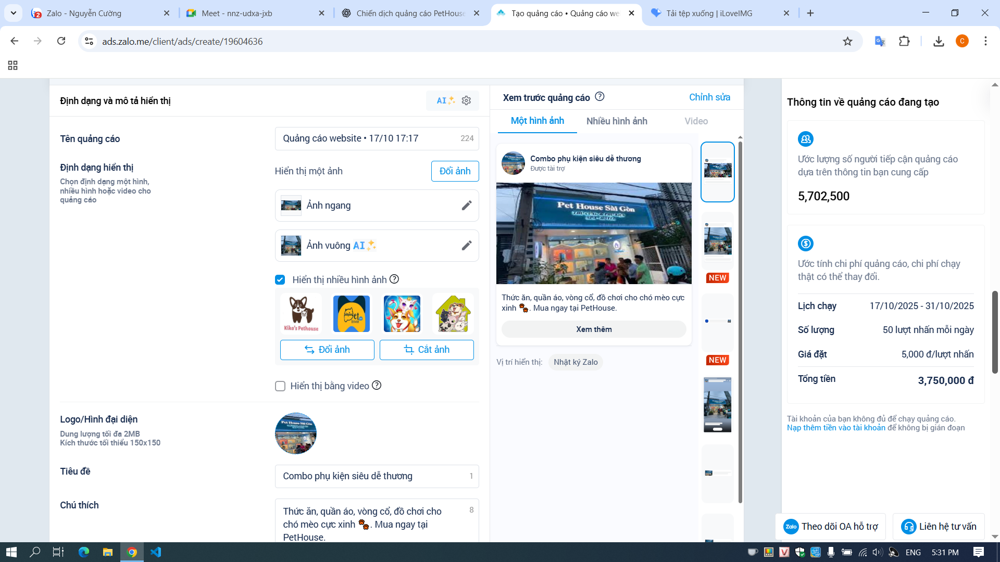 Zalo - Nguyễn Cường
Meet - nnz-udxa-jxb
Chiến dịch quảng cáo PetHouse
Tạo quảng cáo • Quảng cáo we
Tải tệp xuống | iLoveIMG
ads.zalo.me/client/ads/create/19604636
C
Định dạng và mô tả hiển thị
AI
Tên quảng cáo
Quảng cáo website • 17/10 17:17
224
Định dạng hiển thị
Chọn định dạng một hình,
nhiều hình hoặc video cho
quảng cáo
Hiển thị một ảnh
Đổi ảnh
Ảnh ngang
Ảnh vuông AI
Hiển thị nhiều hình ảnh
Kiko's Pethouse
Pet
HOUSE
Đổi ảnh
Cắt ảnh
Hiển thị bằng video
Logo/Hình đại diện
Dung lượng tối đa 2MB
Kích thước tối thiểu 150x150
Tiêu đề
Combo phụ kiện siêu dễ thương
1
Chú thích
Thức ăn, quần áo, vòng cổ, đồ chơi cho
chó mèo cực xinh 🐾. Mua ngay tại
PetHouse.
8
Xem trước quảng cáo
Chỉnh sửa
Một hình ảnh
Nhiều hình ảnh
Video
Combo phụ kiện siêu dễ thương
Được tài trợ
Pet House Sài Gòn
Thức ăn, quần áo, vòng cổ, đồ chơi cho chó mèo cực
xinh 🐾. Mua ngay tại PetHouse.
Xem thêm
Vị trí hiển thị:
Nhật ký Zalo
NEW
NEW
Thông tin về quảng cáo đang tạo
Ước lượng số người tiếp cận quảng cáo
dựa trên thông tin bạn cung cấp
5,702,500
Ước tính chi phí quảng cáo, chi phí chạy
thật có thể thay đổi.
Lịch chạy
17/10/2025 - 31/10/2025
Số lượng
50 lượt nhấn mỗi ngày
Giá đặt
5,000 đ/lượt nhấn
Tổng tiền
3,750,000 đ
Tài khoản của bạn không đủ để chạy quảng cáo.
Nạp thêm tiền vào tài khoản để không bị gián đoạn
Zalo
Theo dõi OA hỗ trợ
Liên hệ tư vấn
ENG
5:31 PM